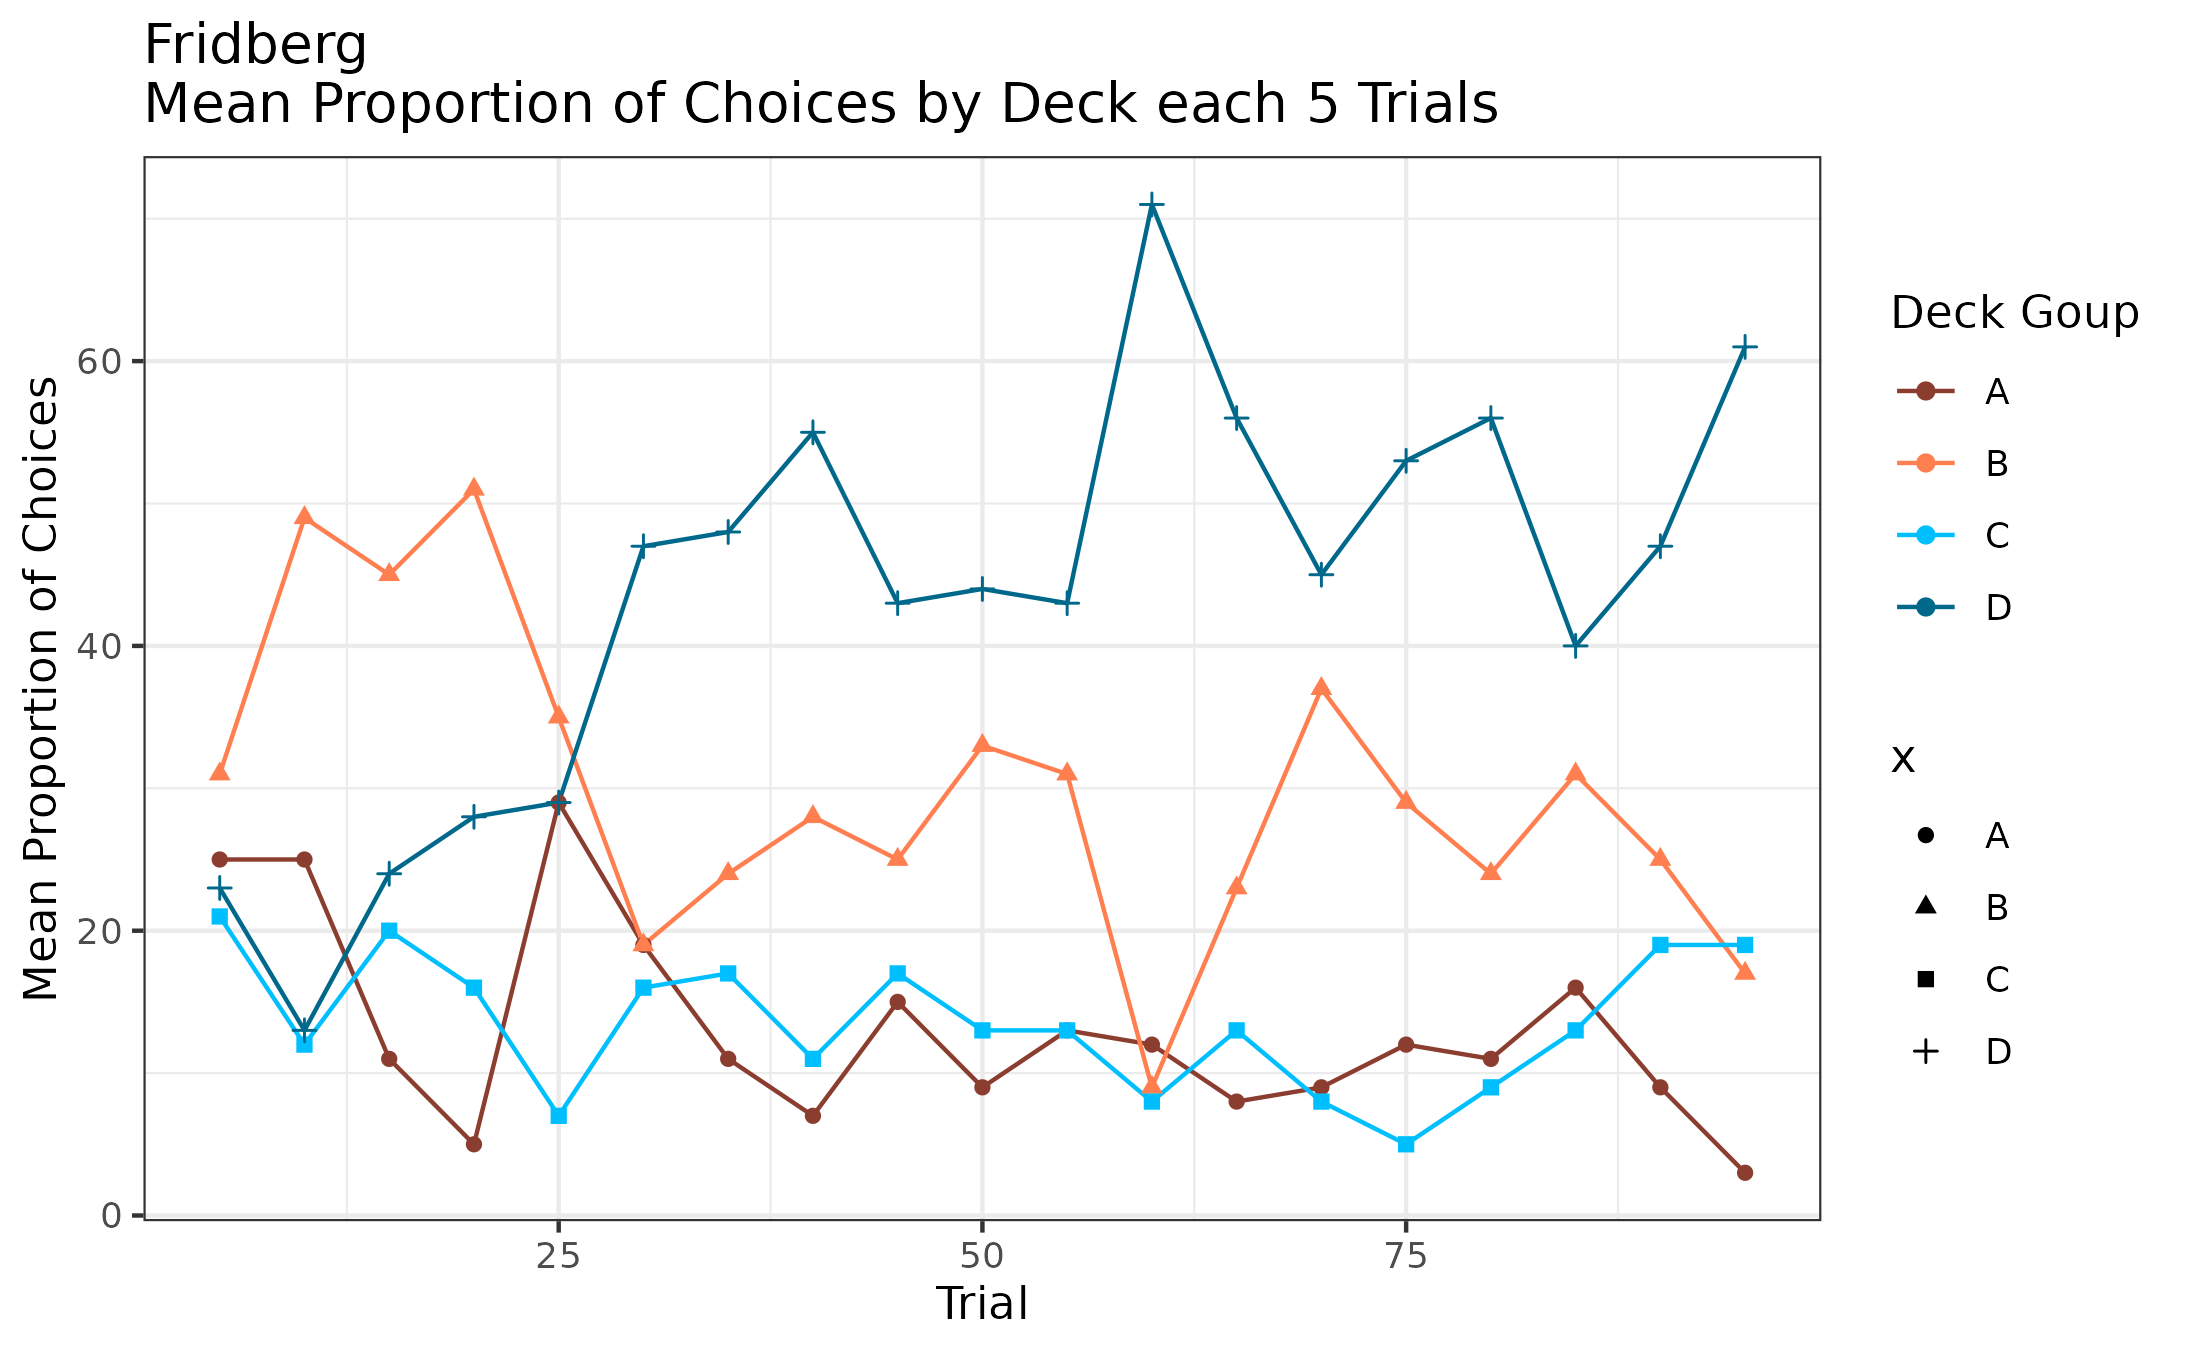 Fridberg
Mean Proportion of Choices by Deck each 5 Trials
Mean Proportion of Choices
60
40
20
0
25
50
75
Trial
Deck Goup
A
B
C
D
x
A
B
C
D